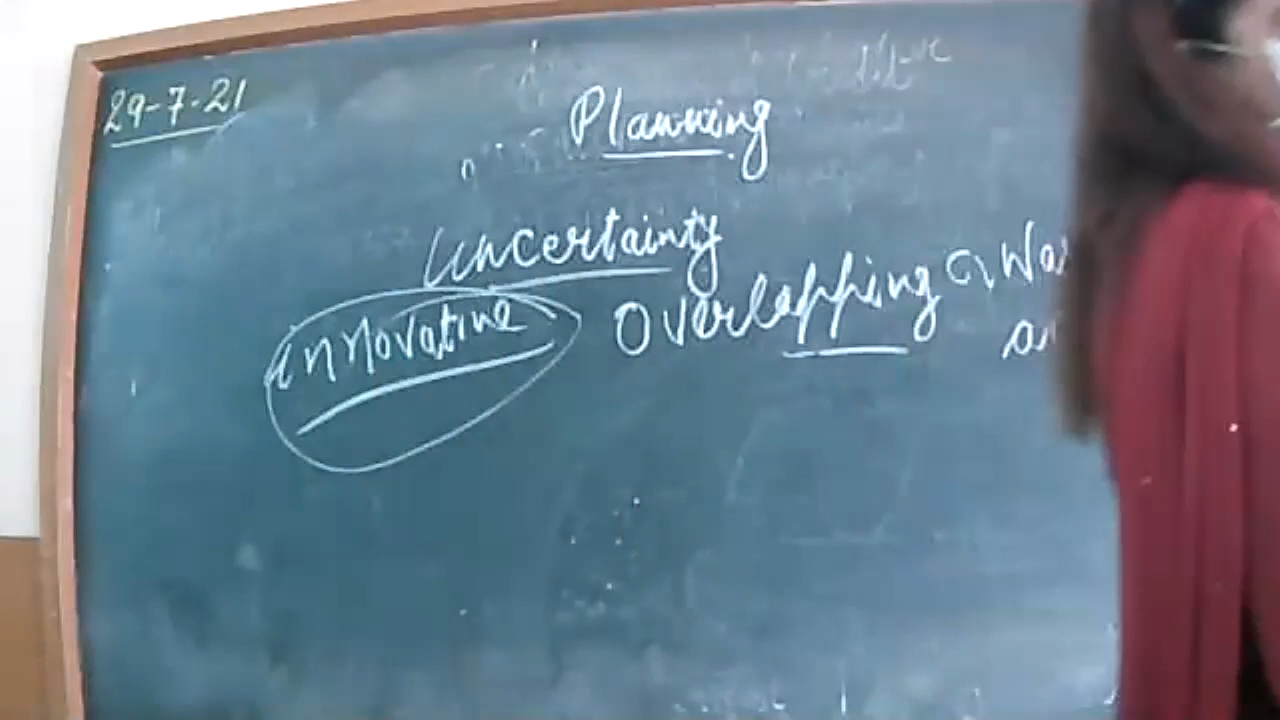 29-7-21
Planning
Uncertainty
innovative
Overlapping